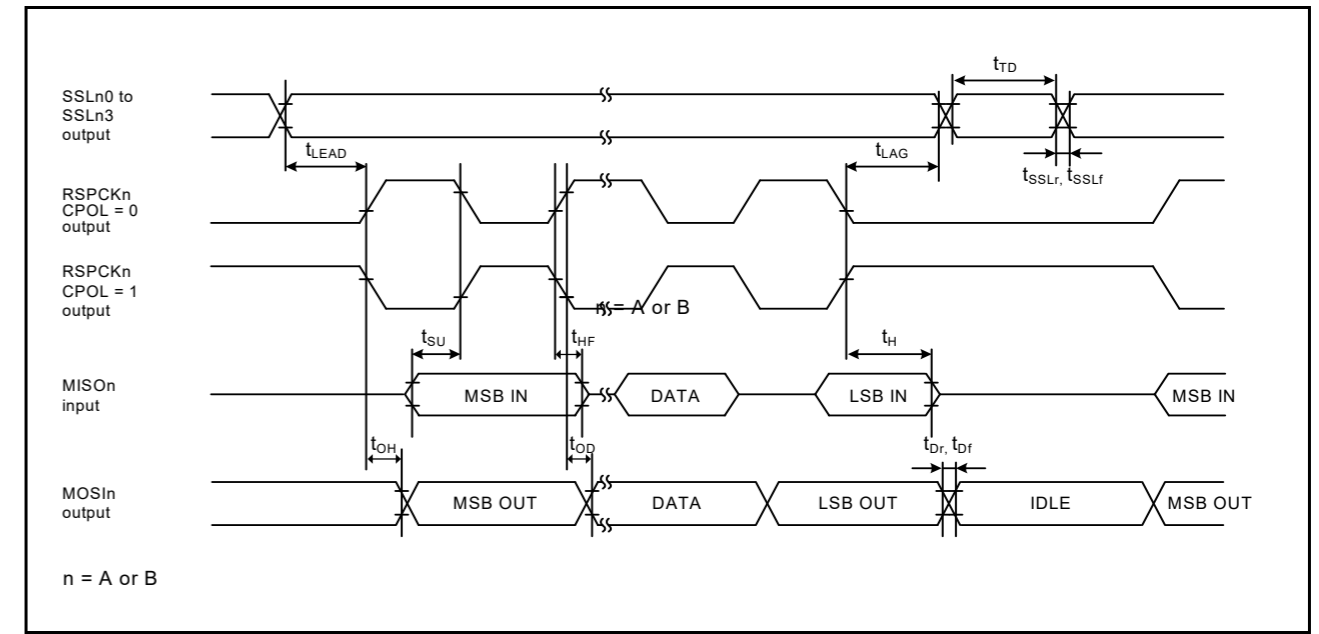 tTD
SSLn0 to
SSLn3
output
tLEAD
tLAG
tSSLr, tSSLf
RSPCKn
CPOL = 0
output
RSPCKn
CPOL = 1
output
n = A or B
tSU
tHF
tH
MISOn
input
MSB IN
DATA
LSB IN
MSB IN
tOH
tOD
tDr, tDf
MOSIn
output
MSB OUT
DATA
LSB OUT
IDLE
MSB OUT
n = A or B